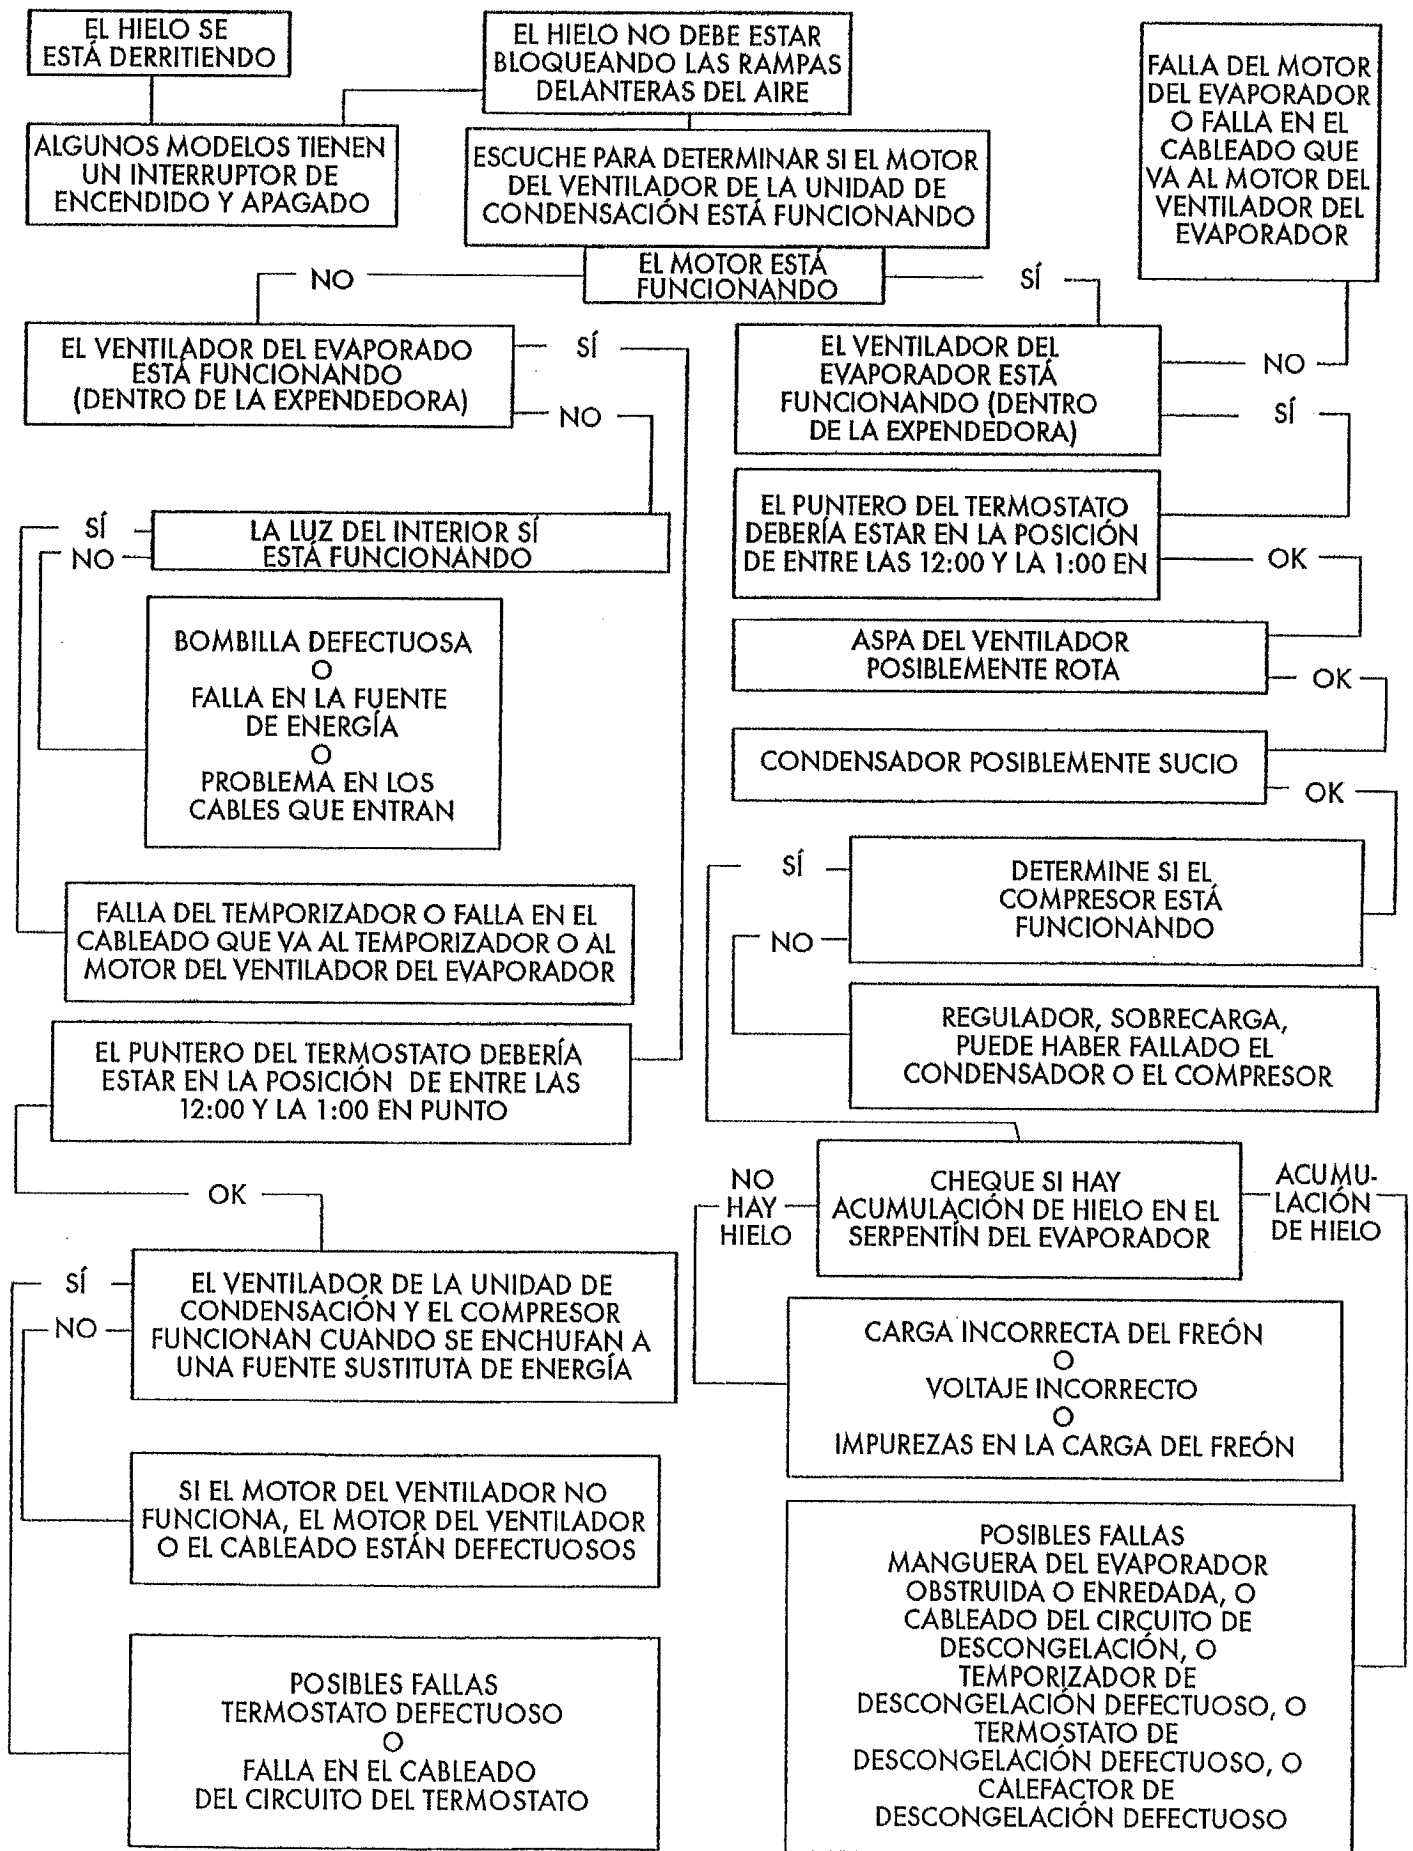 EL HIELO SE
ESTÁ DERRITIENDO
EL HIELO NO DEBE ESTAR
BLOQUEANDO LAS RAMPAS
DELANTERAS DEL AIRE
FALLA DEL MOTOR
DEL EVAPORADOR
O FALLA EN EL
CABLEADO QUE
VA AL MOTOR DEL
VENTILADOR DEL
EVAPORADOR
ALGUNOS MODELOS TIENEN
UN INTERRUPTOR DE
ENCENDIDO Y APAGADO
ESCUCHE PARA DETERMINAR SI EL MOTOR
DEL VENTILADOR DE LA UNIDAD DE
CONDENSACIÓN ESTÁ FUNCIONANDO
EL MOTOR ESTÁ
FUNCIONANDO
NO
SÍ
EL VENTILADOR DEL EVAPORADO
ESTÁ FUNCIONANDO
(DENTRO DE LA EXPENDEDORA)
SÍ
NO
LA LUZ DEL INTERIOR SÍ
ESTÁ FUNCIONANDO
SÍ
NO
BOMBILLA DEFECTUOSA
O
FALLA EN LA FUENTE
DE ENERGÍA
O
PROBLEMA EN LOS
CABLES QUE ENTRAN
FALLA DEL TEMPORIZADOR O FALLA EN EL
CABLEADO QUE VA AL TEMPORIZADOR O AL
MOTOR DEL VENTILADOR DEL EVAPORADOR
EL PUNTERO DEL TERMOSTATO DEBERÍA
ESTAR EN LA POSICIÓN DE ENTRE LAS
12:00 Y LA 1:00 EN PUNTO
OK
EL VENTILADOR DE LA UNIDAD DE
CONDENSACIÓN Y EL COMPRESOR
FUNCIONAN CUANDO SE ENCHUFAN A
UNA FUENTE SUSTITUTA DE ENERGÍA
SÍ
NO
SI EL MOTOR DEL VENTILADOR NO
FUNCIONA, EL MOTOR DEL VENTILADOR
O EL CABLEADO ESTÁN DEFECTUOSOS
POSIBLES FALLAS
TERMOSTATO DEFECTUOSO
O
FALLA EN EL CABLEADO
DEL CIRCUITO DEL TERMOSTATO
EL VENTILADOR DEL
EVAPORADOR ESTÁ
FUNCIONANDO (DENTRO
DE LA EXPENDEDORA)
NO
SÍ
EL PUNTERO DEL TERMOSTATO
DEBERÍA ESTAR EN LA POSICIÓN
DE ENTRE LAS 12:00 Y LA 1:00 EN
OK
ASPA DEL VENTILADOR
POSIBLEMENTE ROTA
OK
CONDENSADOR POSIBLEMENTE SUCIO
OK
DETERMINE SI EL
COMPRESOR ESTÁ
FUNCIONANDO
SÍ
NO
REGULADOR, SOBRECARGA,
PUEDE HABER FALLADO EL
CONDENSADOR O EL COMPRESOR
CHEQUE SI HAY
ACUMULACIÓN DE HIELO EN EL
SERPENTÍN DEL EVAPORADOR
NO
HAY
HIELO
ACUMU-
LACIÓN
DE HIELO
CARGA INCORRECTA DEL FREÓN
O
VOLTAJE INCORRECTO
O
IMPUREZAS EN LA CARGA DEL FREÓN
POSIBLES FALLAS
MANGUERA DEL EVAPORADOR
OBSTRUIDA O ENREDADA, O
CABLEADO DEL CIRCUITO DE
DESCONGELACIÓN, O
TEMPORIZADOR DE
DESCONGELACIÓN DEFECTUOSO, O
TERMOSTATO DE
DESCONGELACIÓN DEFECTUOSO, O
CALEFACTOR DE
DESCONGELACIÓN DEFECTUOSO